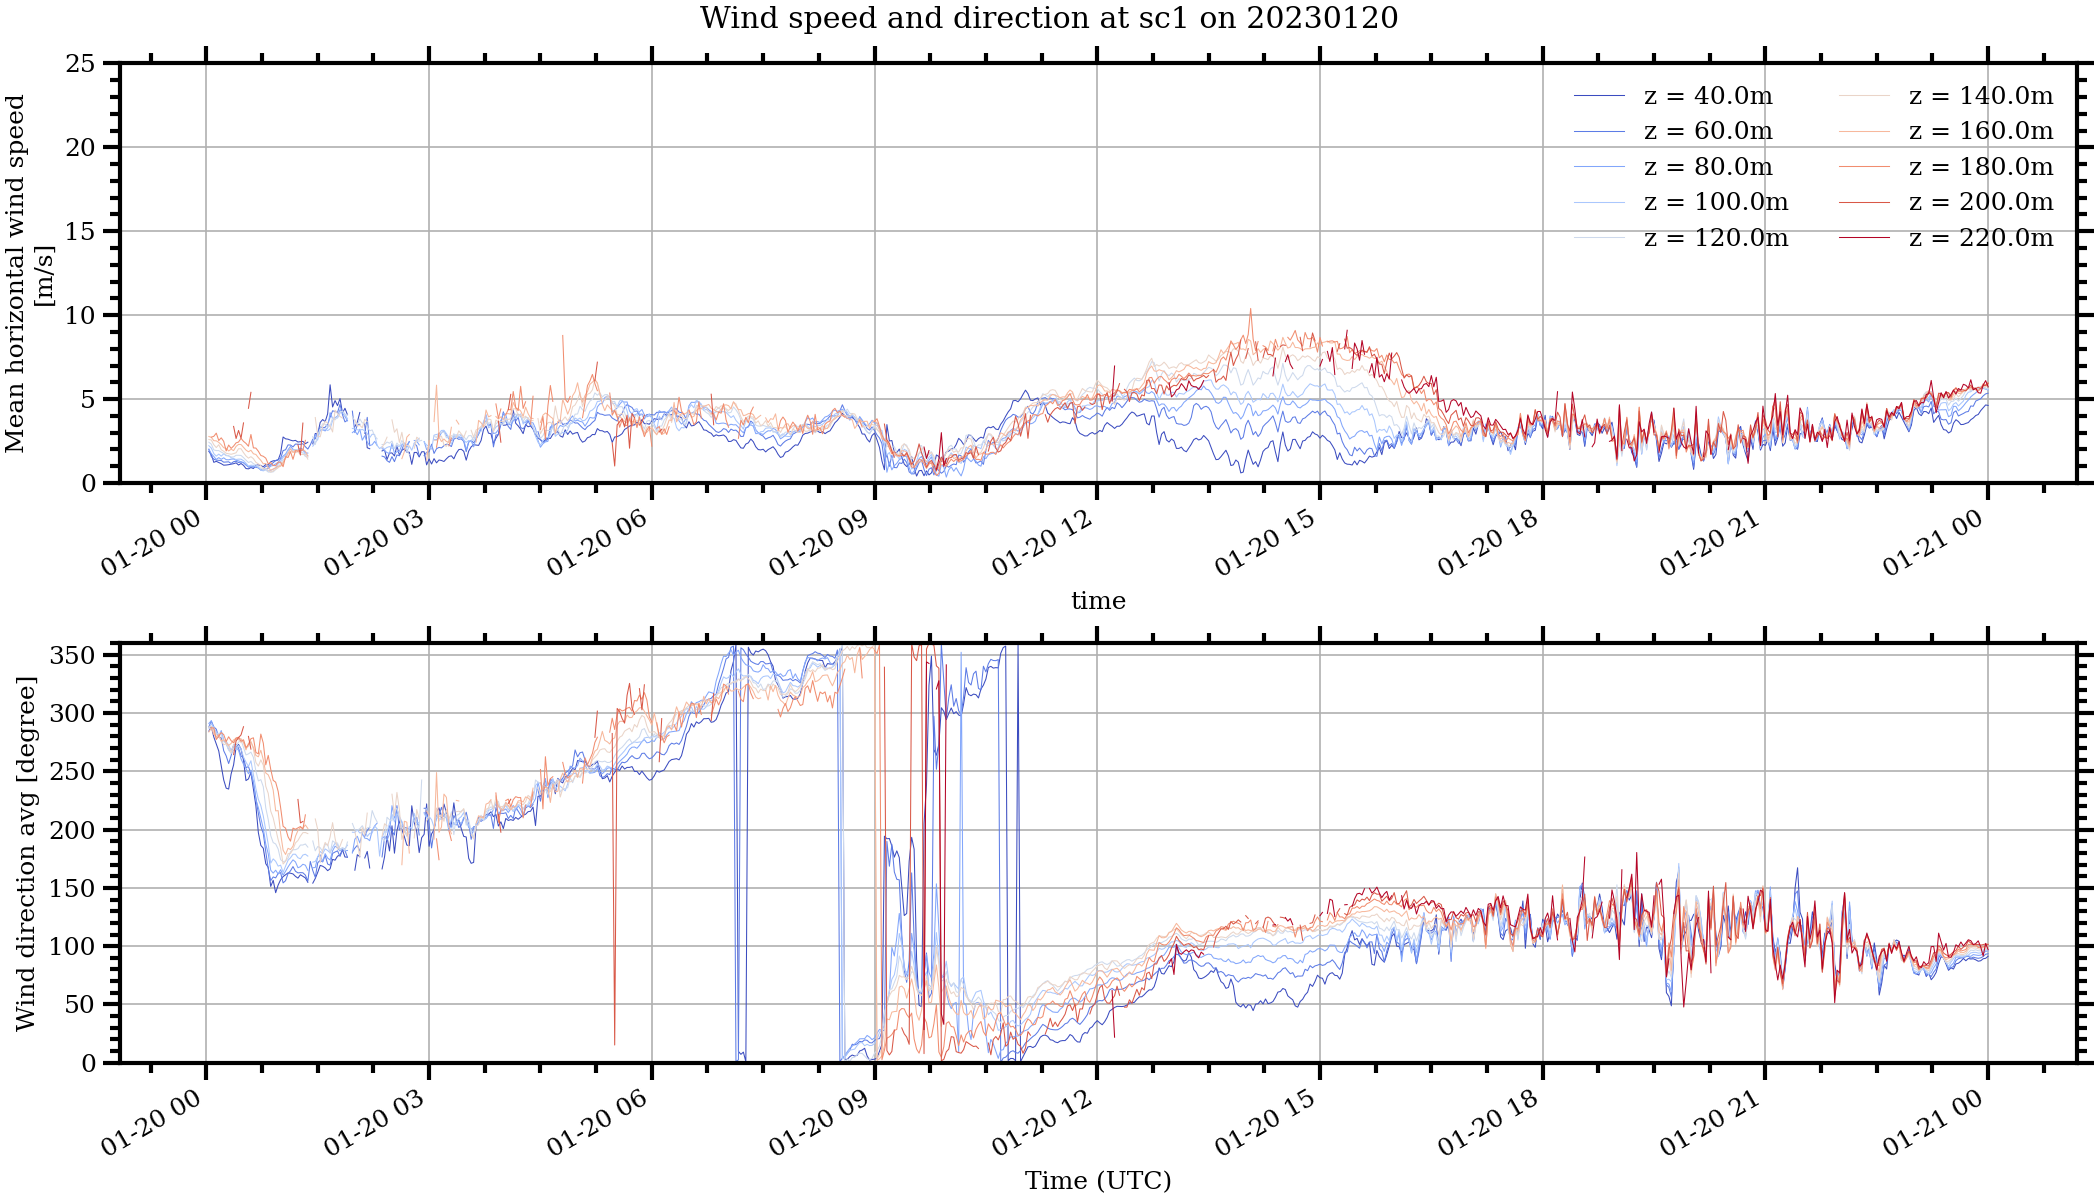 Wind speed and direction at sc1 on 20230120
Mean horizontal wind speed
[m/s]
25
20
15
10
5
0
z = 40.0m
z = 60.0m
z = 80.0m
z = 100.0m
z = 120.0m
z = 140.0m
z = 160.0m
z = 180.0m
z = 200.0m
z = 220.0m
01-20 00
01-20 03
01-20 06
01-20 09
01-20 12
01-20 15
01-20 18
01-20 21
01-21 00
time
Wind direction avg [degree]
350
300
250
200
150
100
50
0
01-20 00
01-20 03
01-20 06
01-20 09
01-20 12
01-20 15
01-20 18
01-20 21
01-21 00
Time (UTC)